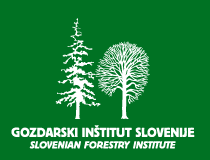 GOZDARSKI INŠTITUT SLOVENIJE
SLOVENIAN FORESTRY INSTITUTE